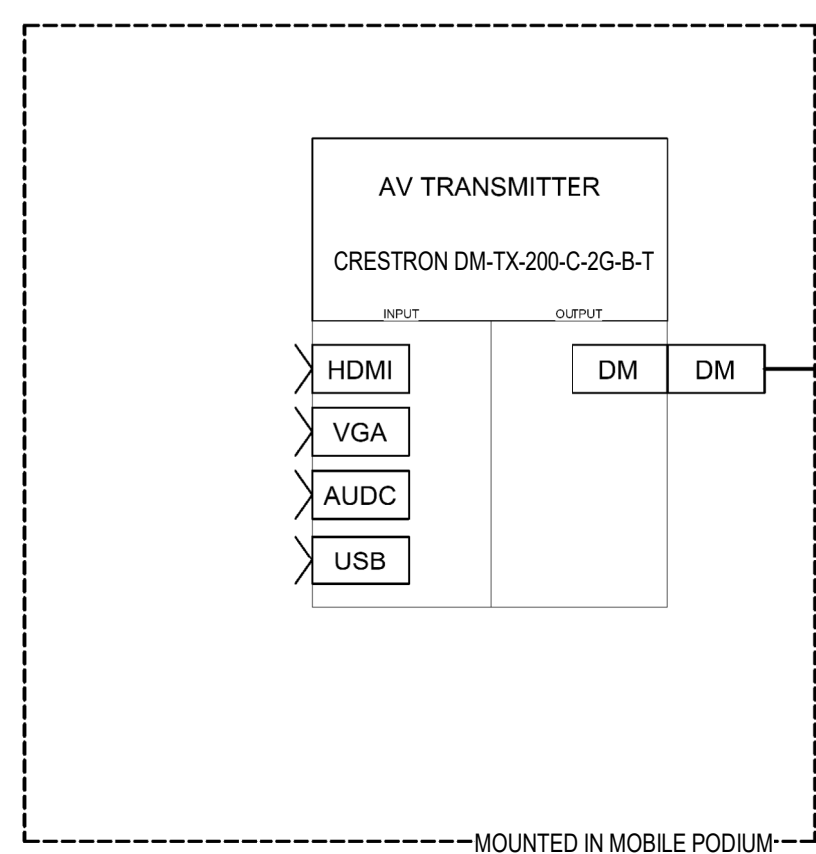 AV TRANSMITTER
CRESTRON DM-TX-200-C-2G-B-T
INPUT
OUTPUT
HDMI
DM
DM
VGA
AUDC
USB
MOUNTED IN MOBILE PODIUM